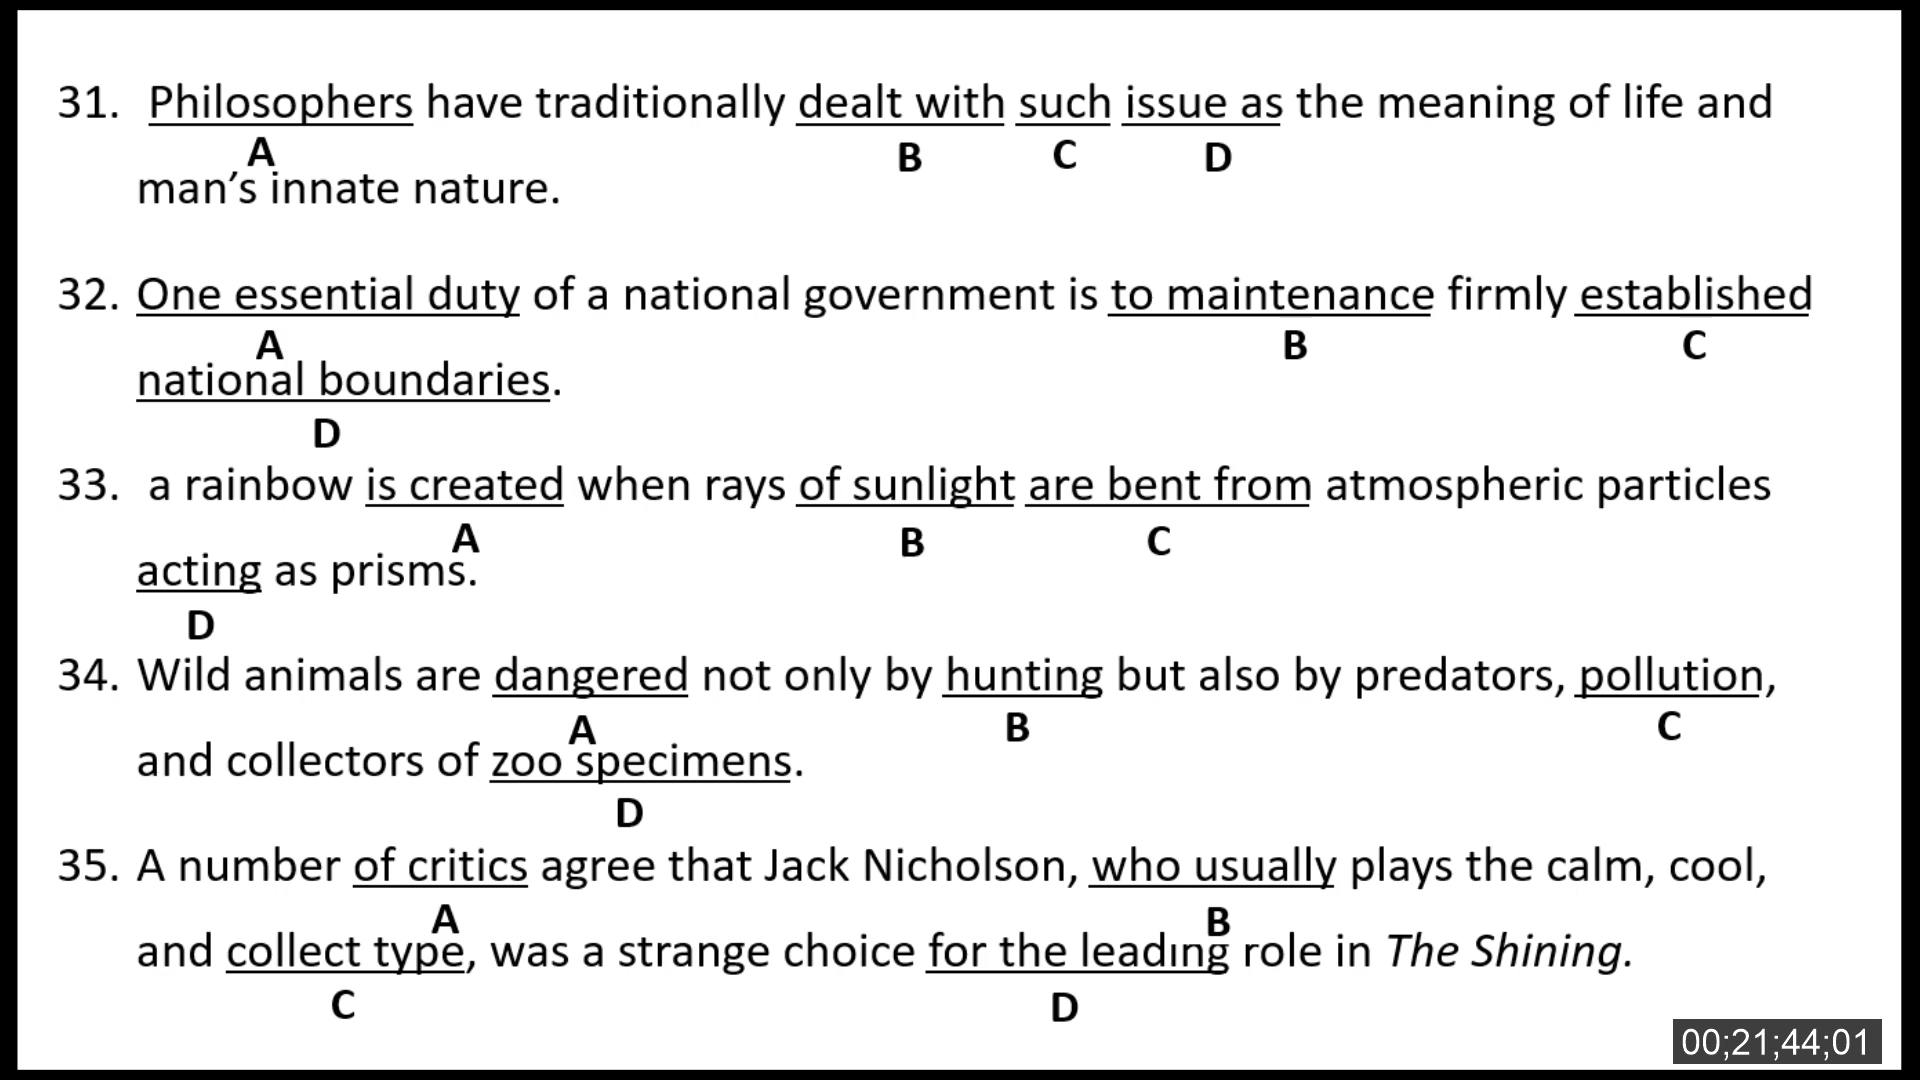 31. Philosophers have traditionally dealt with such issue as the meaning of life and
A B C D
man’s innate nature.
32. One essential duty of a national government is to maintenance firmly established
A B C
national boundaries.
D
33. a rainbow is created when rays of sunlight are bent from atmospheric particles
A B C
acting as prisms.
D
34. Wild animals are dangered not only by hunting but also by predators, pollution,
A B C
and collectors of zoo specimens.
D
35. A number of critics agree that Jack Nicholson, who usually plays the calm, cool,
A B
and collect type, was a strange choice for the leading role in The Shining.
C D
00;21;44;01